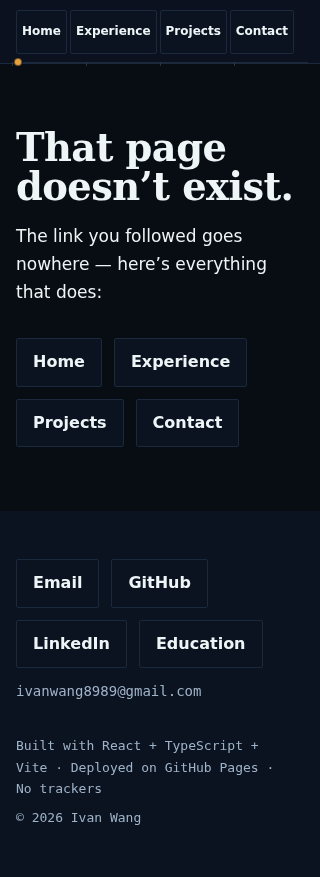 Home Experience Projects Contact
That page
doesn’t exist.
The link you followed goes
nowhere — here’s everything
that does:
Home Experience
Projects Contact
Email GitHub
LinkedIn Education
ivanwang8989@gmail.com
Built with React + TypeScript +
Vite · Deployed on GitHub Pages ·
No trackers
© 2026 Ivan Wang